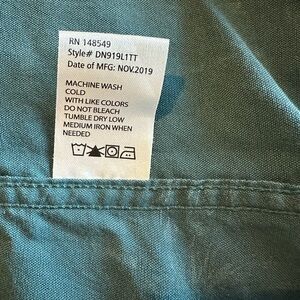 RN 148549
Style# DN919L1TT
Date of MFG: NOV.2019
MACHINE WASH
COLD
WITH LIKE COLORS
DO NOT BLEACH
TUMBLE DRY LOW
MEDIUM IRON WHEN
NEEDED